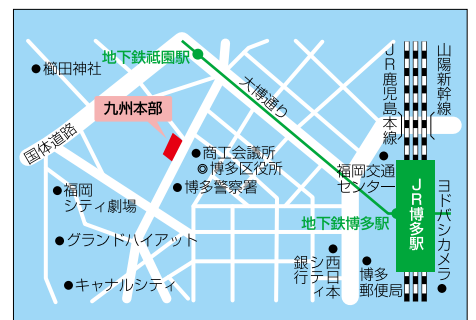 地下鉄祇園駅
櫛田神社
九州本部
国体道路
大博通り
JR鹿児島本線
山陽新幹線
商工会議所
博多区役所
博多警察署
福岡交通
センター
福岡
シティ劇場
地下鉄博多駅
JR博多駅
ヨドバシカメラ
グランドハイアット
キャナルシティ
西日本
シティ
銀行
博多
郵便局